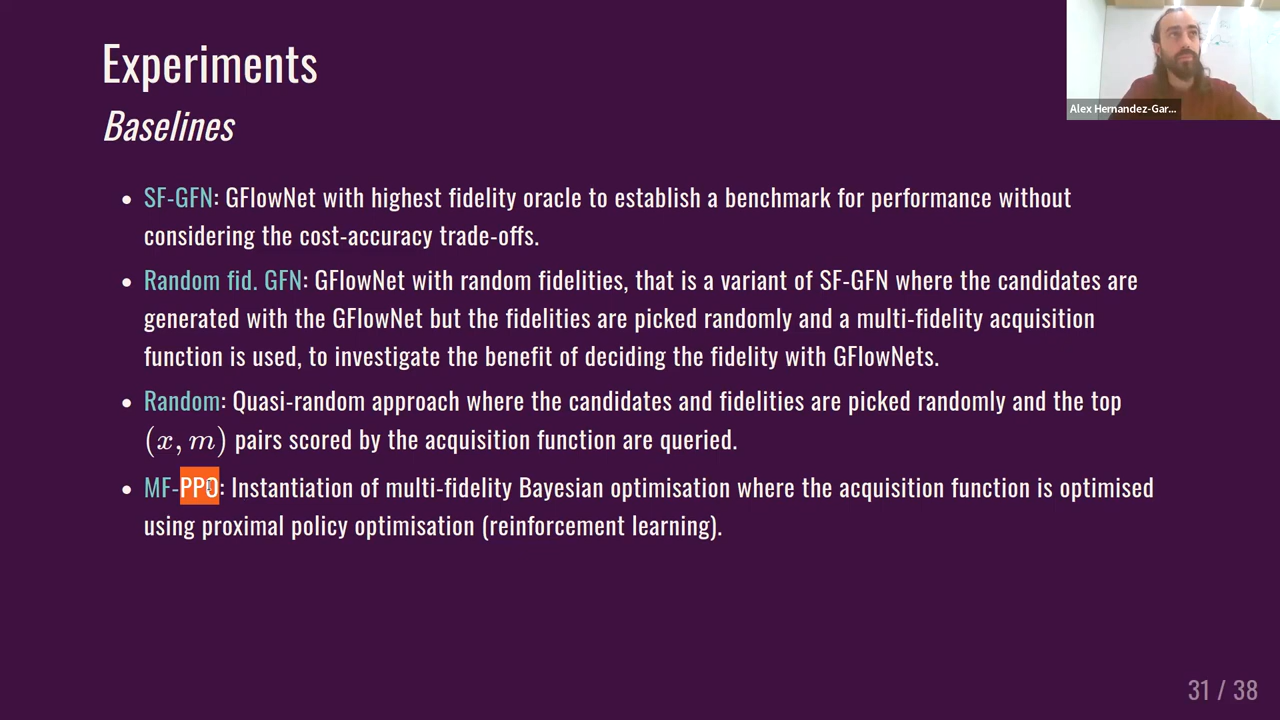 Experiments
Baselines
Alex Hernandez-Gar...
• SF-GFN: GFlowNet with highest fidelity oracle to establish a benchmark for performance without
considering the cost-accuracy trade-offs.
• Random fid. GFN: GFlowNet with random fidelities, that is a variant of SF-GFN where the candidates are
generated with the GFlowNet but the fidelities are picked randomly and a multi-fidelity acquisition
function is used, to investigate the benefit of deciding the fidelity with GFlowNets.
• Random: Quasi-random approach where the candidates and fidelities are picked randomly and the top
(x, m) pairs scored by the acquisition function are queried.
• MF-PPO: Instantiation of multi-fidelity Bayesian optimisation where the acquisition function is optimised
using proximal policy optimisation (reinforcement learning).
31 / 38